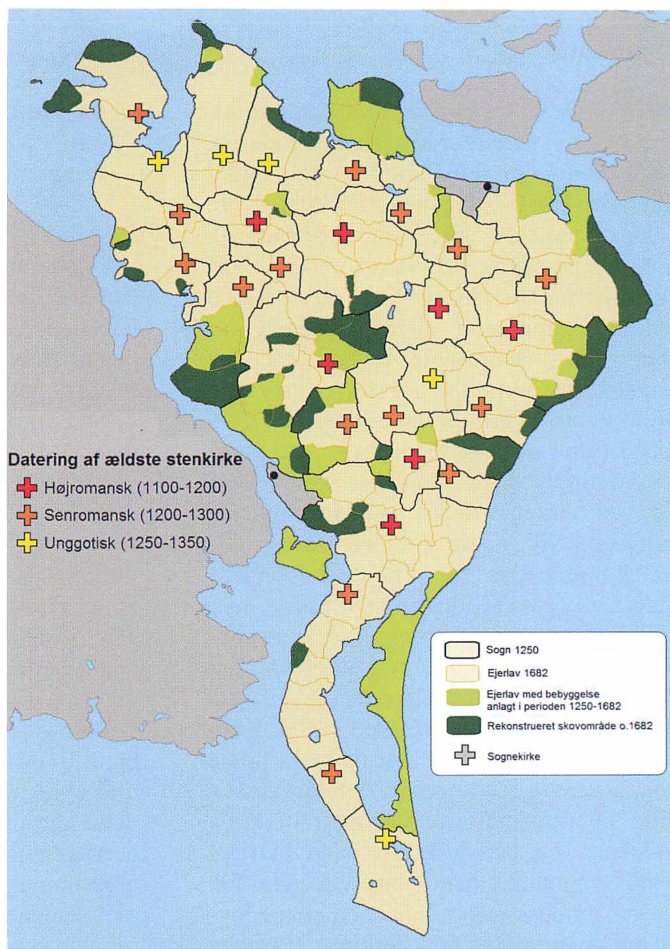 Datering af ældste stenkirke
Højromansk (1100-1200)
Senromansk (1200-1300)
Unggotisk (1250-1350)
Sogn 1250
Ejerlav 1682
Ejerlav med bebyggelse
anlagt i perioden 1250-1682
Rekonstrueret skovområde o.1682
Sognekirke